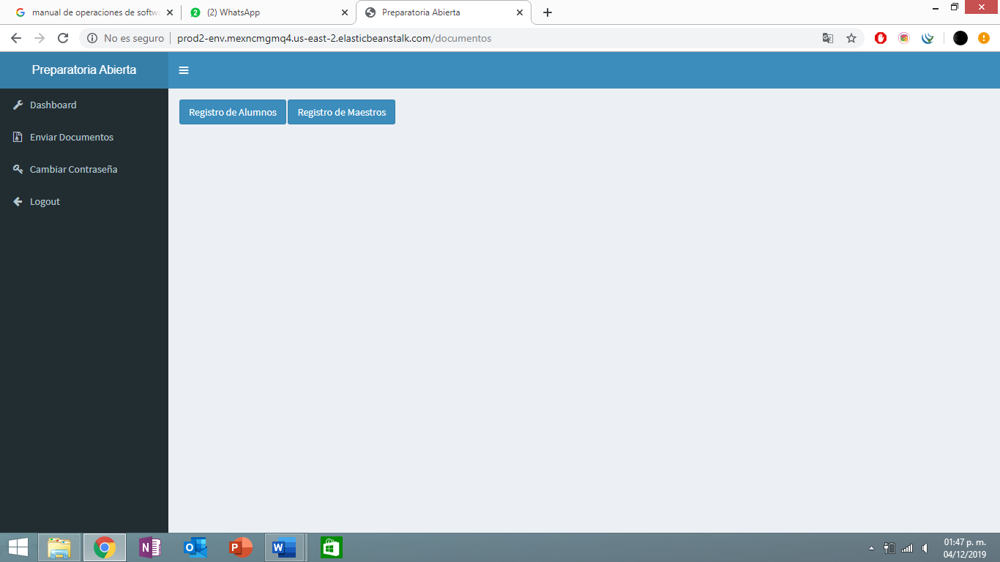 manual de operaciones de softwa
(2) WhatsApp
Preparatoria Abierta
No es seguro
prod2-env.mexncmgmq4.us-east-2.elasticbeanstalk.com/documentos
Preparatoria Abierta
Dashboard
Enviar Documentos
Cambiar Contraseña
Logout
Registro de Alumnos
Registro de Maestros
01:47 p. m.
04/12/2019